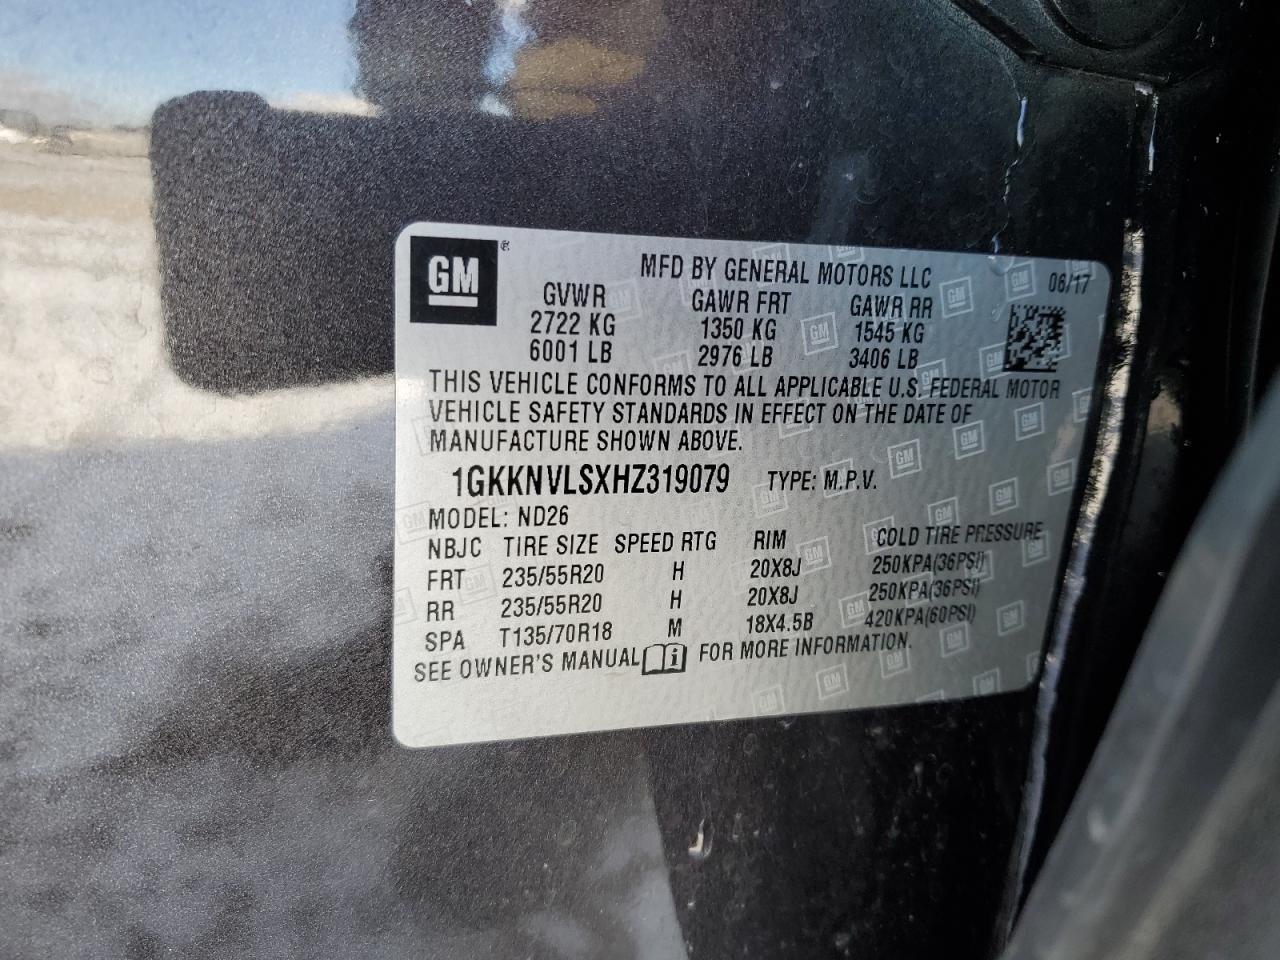 GM ®
MFD BY GENERAL MOTORS LLC 06/17
GVWR GAWR FRT GAWR RR
2722 KG 1350 KG 1545 KG
6001 LB 2976 LB 3406 LB
THIS VEHICLE CONFORMS TO ALL APPLICABLE U.S. FEDERAL MOTOR
VEHICLE SAFETY STANDARDS IN EFFECT ON THE DATE OF
MANUFACTURE SHOWN ABOVE.
1GKKNVLSXHZ319079 TYPE: M.P.V.
MODEL: ND26
NBJC TIRE SIZE SPEED RTG RIM COLD TIRE PRESSURE
FRT 235/55R20 H 20X8J 250KPA(36PSI)
RR 235/55R20 H 20X8J 250KPA(36PSI)
SPA T135/70R18 M 18X4.5B 420KPA(60PSI)
SEE OWNER'S MANUAL i FOR MORE INFORMATION.